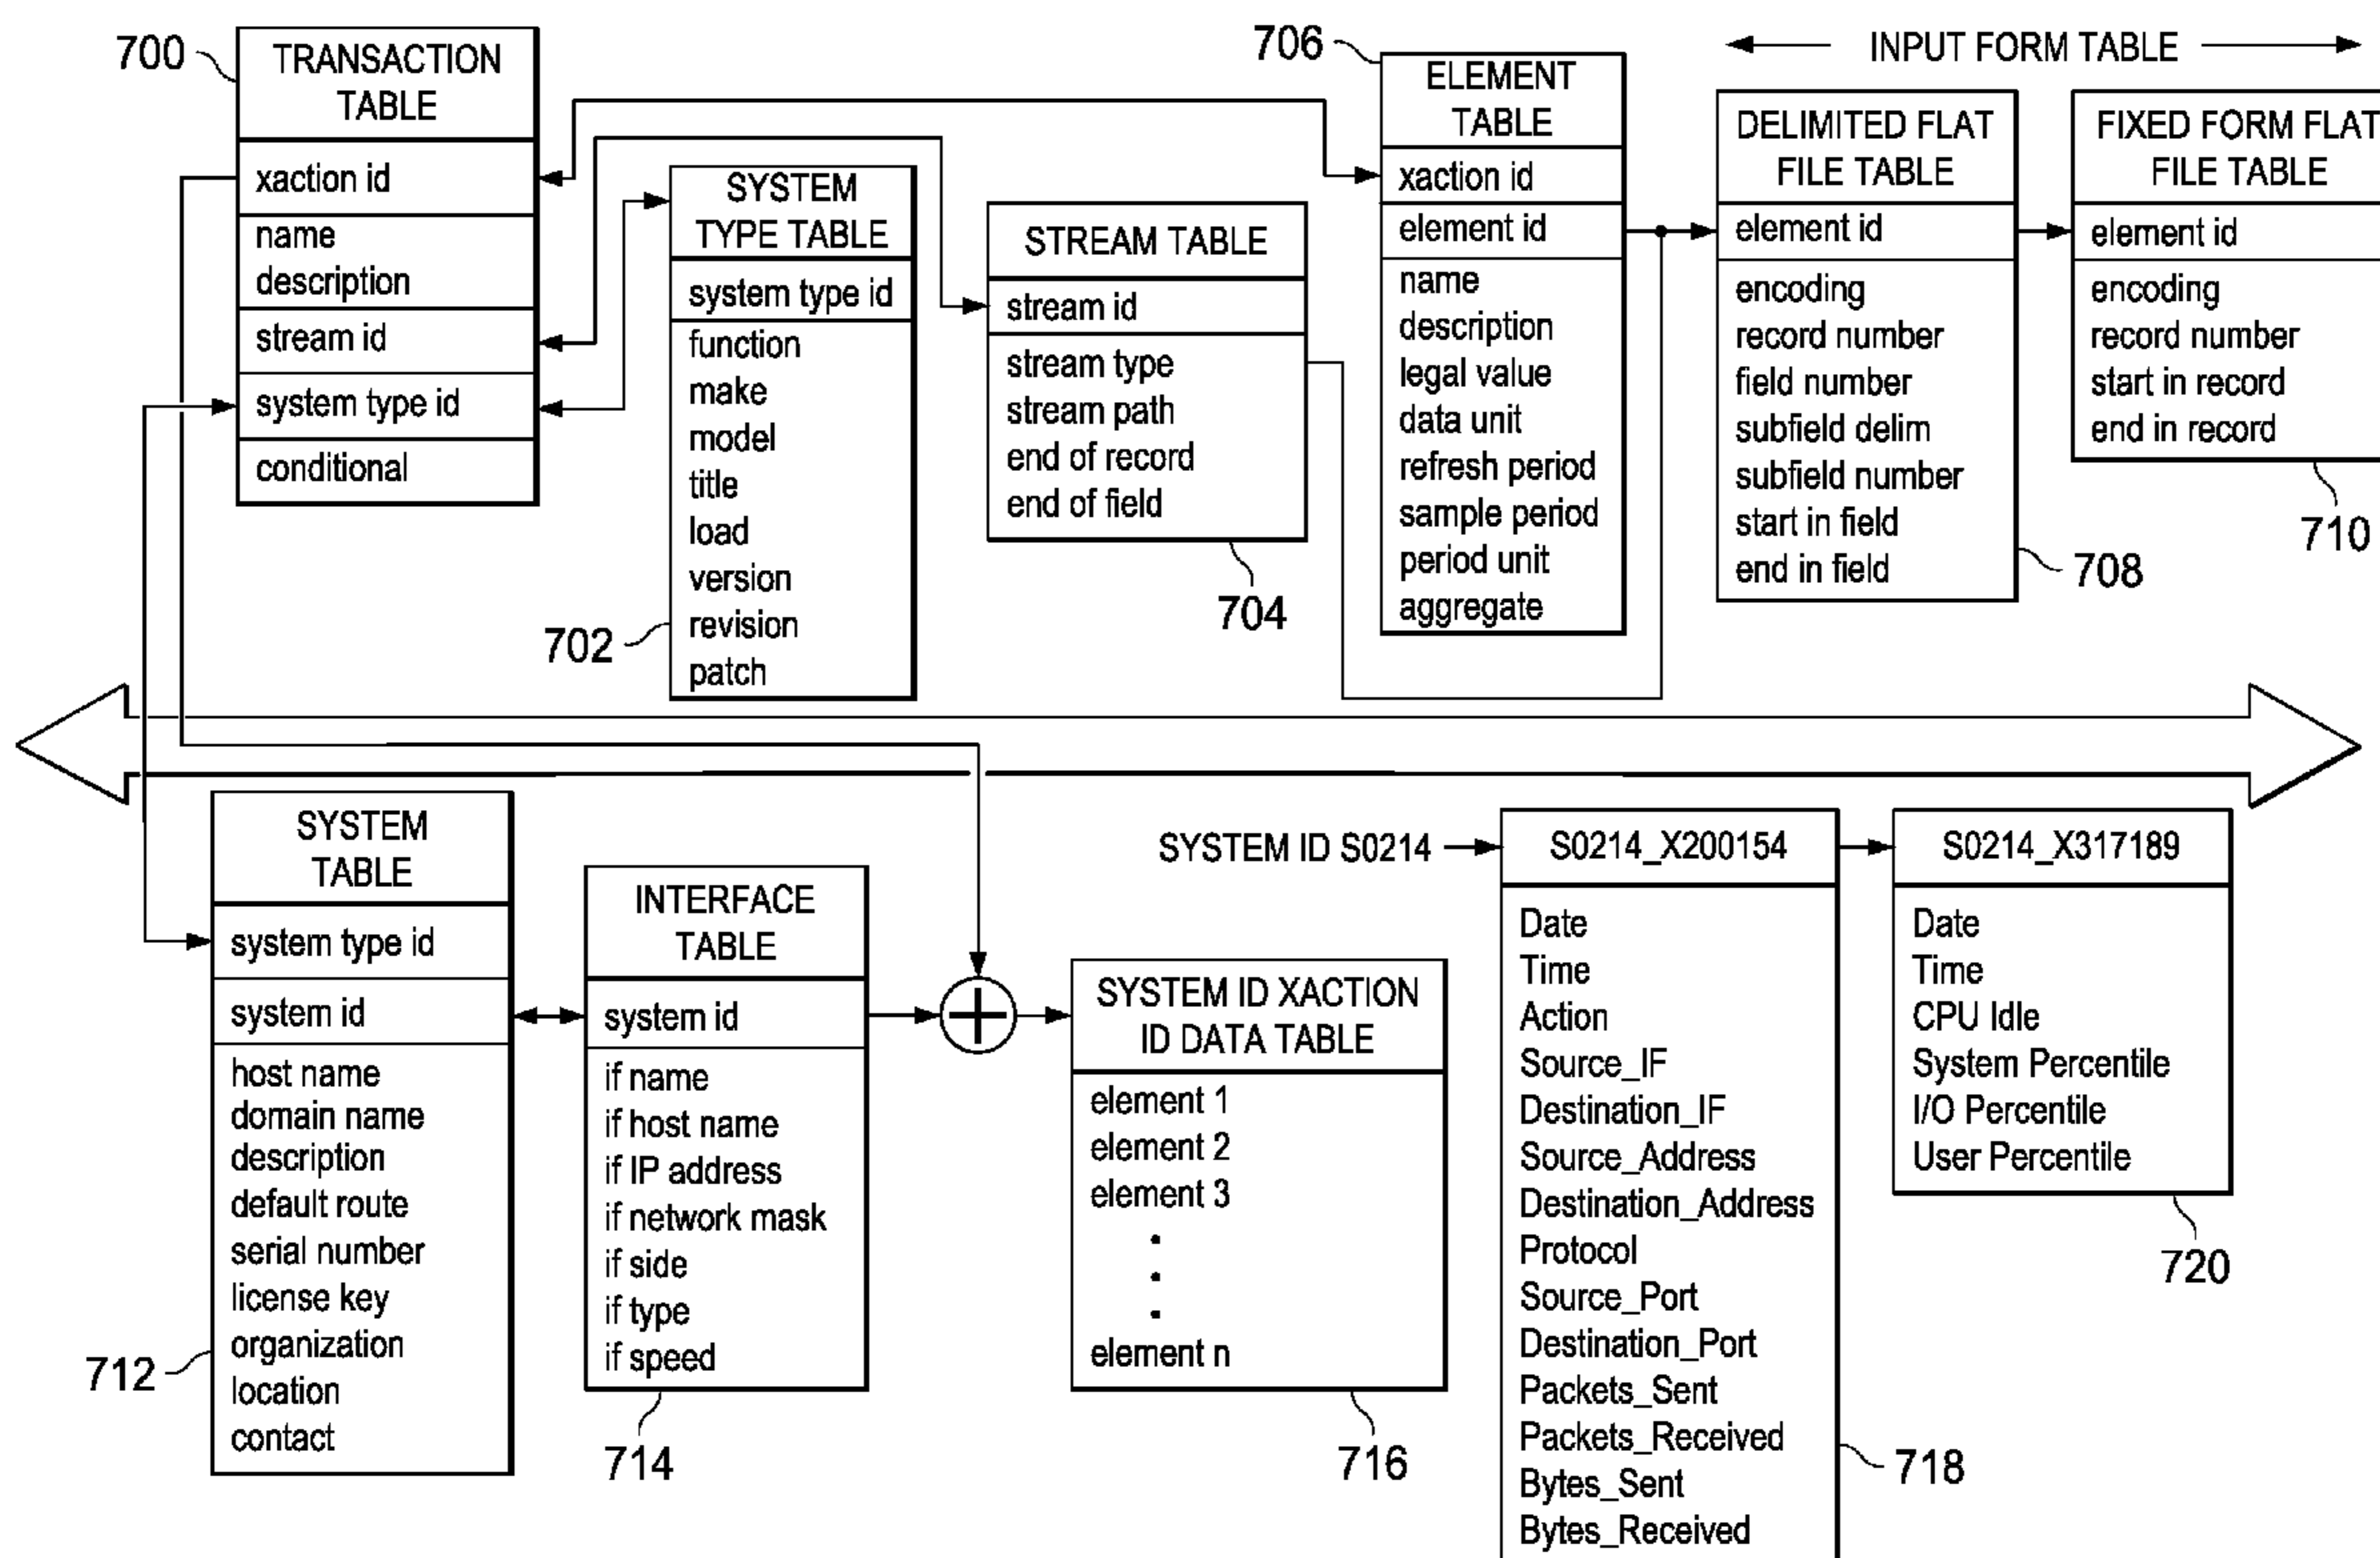 700
TRANSACTION
TABLE
xaction id
name
description
stream id
system type id
conditional
SYSTEM
TYPE TABLE
system type id
function
make
model
title
load
version
revision
patch
702
STREAM TABLE
stream id
stream type
stream path
end of record
end of field
704
706
ELEMENT
TABLE
xaction id
element id
name
description
legal value
data unit
refresh period
sample period
period unit
aggregate
INPUT FORM TABLE
DELIMITED FLAT
FILE TABLE
element id
encoding
record number
field number
subfield delim
subfield number
start in field
end in field
708
FIXED FORM FLAT
FILE TABLE
element id
encoding
record number
start in record
end in record
710
SYSTEM
TABLE
system type id
system id
host name
domain name
description
default route
serial number
license key
organization
location
contact
712
INTERFACE
TABLE
system id
if name
if host name
if IP address
if network mask
if side
if type
if speed
714
SYSTEM ID XACTION
ID DATA TABLE
element 1
element 2
element 3
.
.
.
element n
716
SYSTEM ID S0214
S0214_X200154
Date
Time
Action
Source_IF
Destination_IF
Source_Address
Destination_Address
Protocol
Source_Port
Destination_Port
Packets_Sent
Packets_Received
Bytes_Sent
Bytes_Received
718
S0214_X317189
Date
Time
CPU Idle
System Percentile
I/O Percentile
User Percentile
720